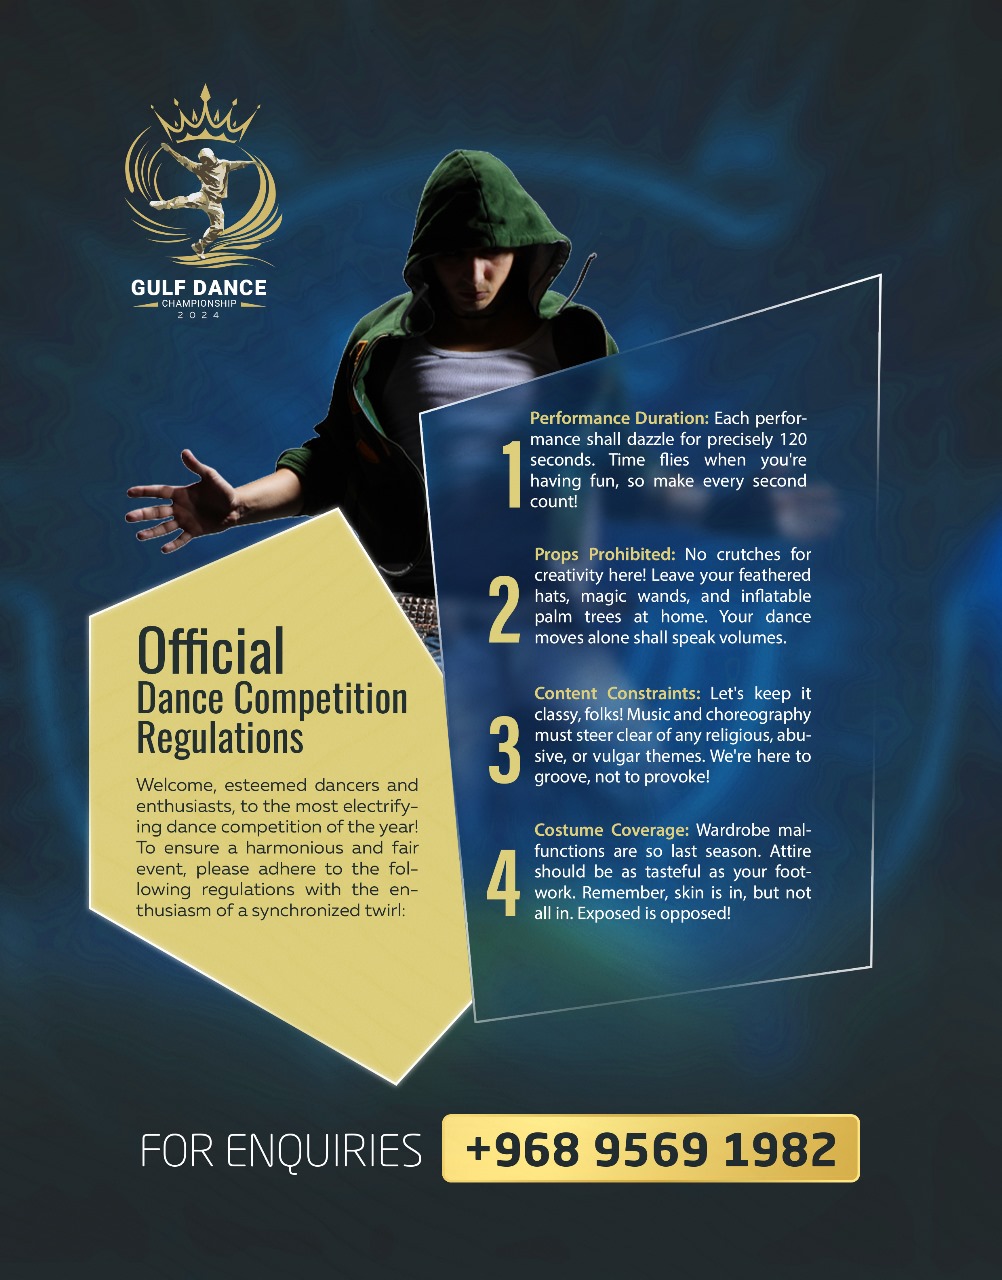 GULF DANCE
CHAMPIONSHIP
2024
Official
Dance Competition
Regulations
Welcome, esteemed dancers and
enthusiasts, to the most electrify-
ing dance competition of the year!
To ensure a harmonious and fair
event, please adhere to the fol-
lowing regulations with the en-
thusiasm of a synchronized twirl:
1
Performance Duration: Each perfor-
mance shall dazzle for precisely 120
seconds. Time flies when you're
having fun, so make every second
count!
2
Props Prohibited: No crutches for
creativity here! Leave your feathered
hats, magic wands, and inflatable
palm trees at home. Your dance
moves alone shall speak volumes.
3
Content Constraints: Let's keep it
classy, folks! Music and choreography
must steer clear of any religious, abu-
sive, or vulgar themes. We're here to
groove, not to provoke!
4
Costume Coverage: Wardrobe mal-
functions are so last season. Attire
should be as tasteful as your foot-
work. Remember, skin is in, but not
all in. Exposed is opposed!
FOR ENQUIRIES +968 9569 1982